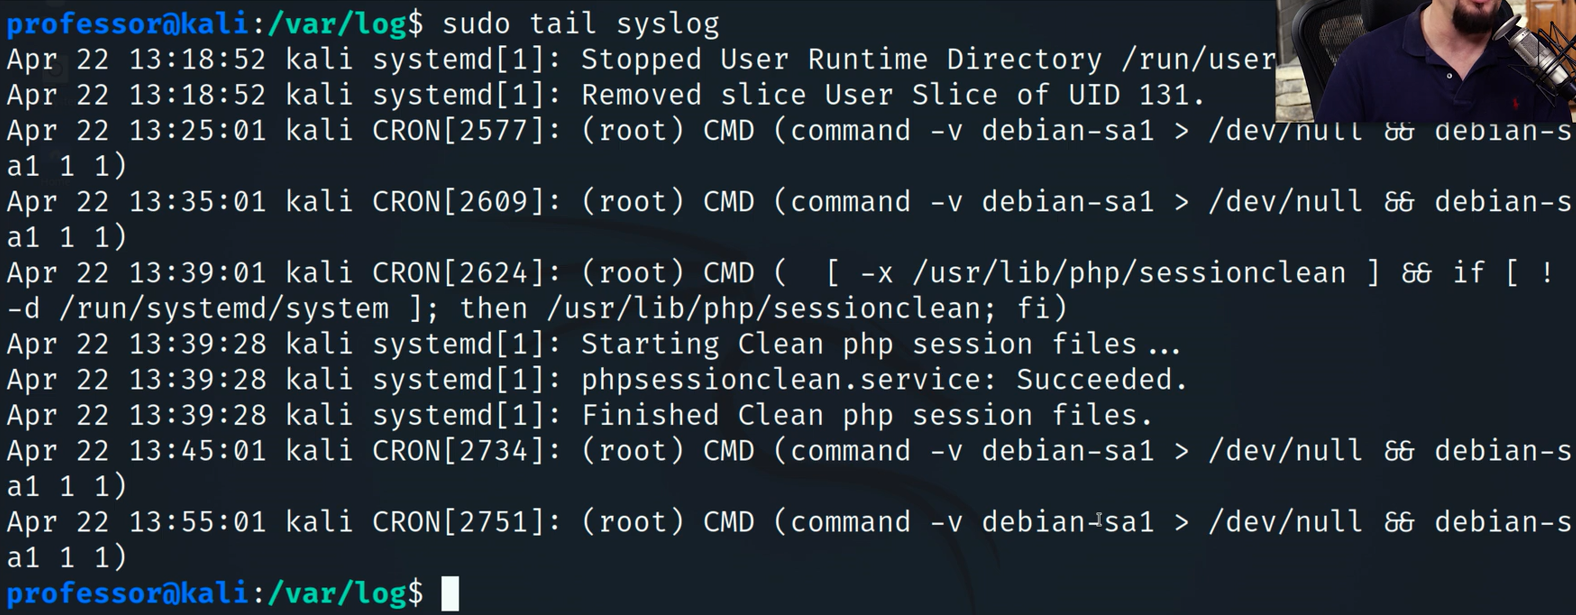 professor@kali:/var/log$ sudo tail syslog
Apr 22 13:18:52 kali systemd[1]: Stopped User Runtime Directory /run/user
Apr 22 13:18:52 kali systemd[1]: Removed slice User Slice of UID 131.
Apr 22 13:25:01 kali CRON[2577]: (root) CMD (command -v debian-sa1 > /dev/null && debian-s
a1 1 1)
Apr 22 13:35:01 kali CRON[2609]: (root) CMD (command -v debian-sa1 > /dev/null && debian-s
a1 1 1)
Apr 22 13:39:01 kali CRON[2624]: (root) CMD (  [ -x /usr/lib/php/sessionclean ] && if [ !
-d /run/systemd/system ]; then /usr/lib/php/sessionclean; fi)
Apr 22 13:39:28 kali systemd[1]: Starting Clean php session files...
Apr 22 13:39:28 kali systemd[1]: phpsessionclean.service: Succeeded.
Apr 22 13:39:28 kali systemd[1]: Finished Clean php session files.
Apr 22 13:45:01 kali CRON[2734]: (root) CMD (command -v debian-sa1 > /dev/null && debian-s
a1 1 1)
Apr 22 13:55:01 kali CRON[2751]: (root) CMD (command -v debian-sa1 > /dev/null && debian-s
a1 1 1)
professor@kali:/var/log$